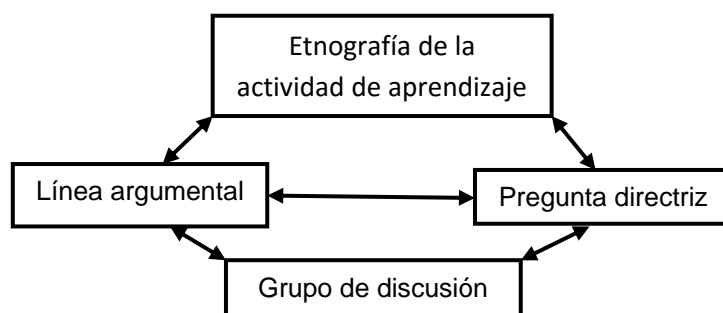 Etnografía de la
actividad de aprendizaje
Línea argumental
Pregunta directriz
Grupo de discusión